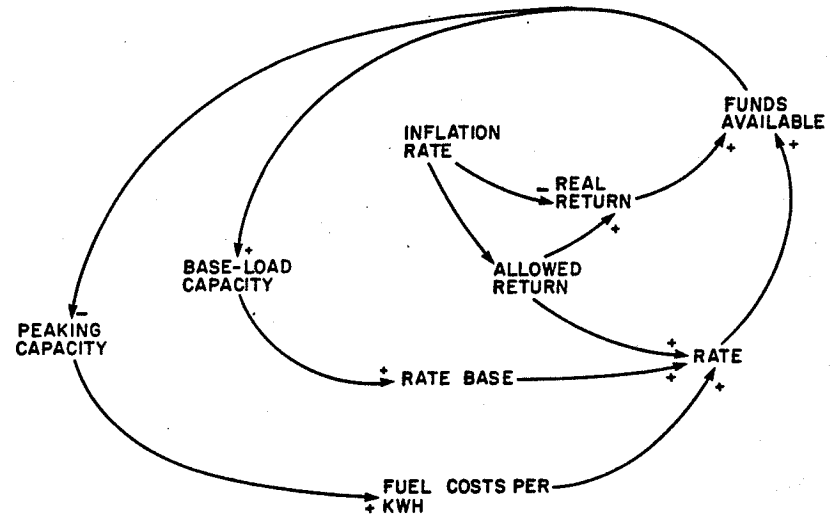 FUNDS
AVAILABLE
+
+
INFLATION
RATE
- REAL
RETURN
+
+
BASE-LOAD
CAPACITY
ALLOWED
RETURN
-
PEAKING
CAPACITY
+
RATE
+
+ RATE BASE
+
+
FUEL COSTS PER
+ KWH